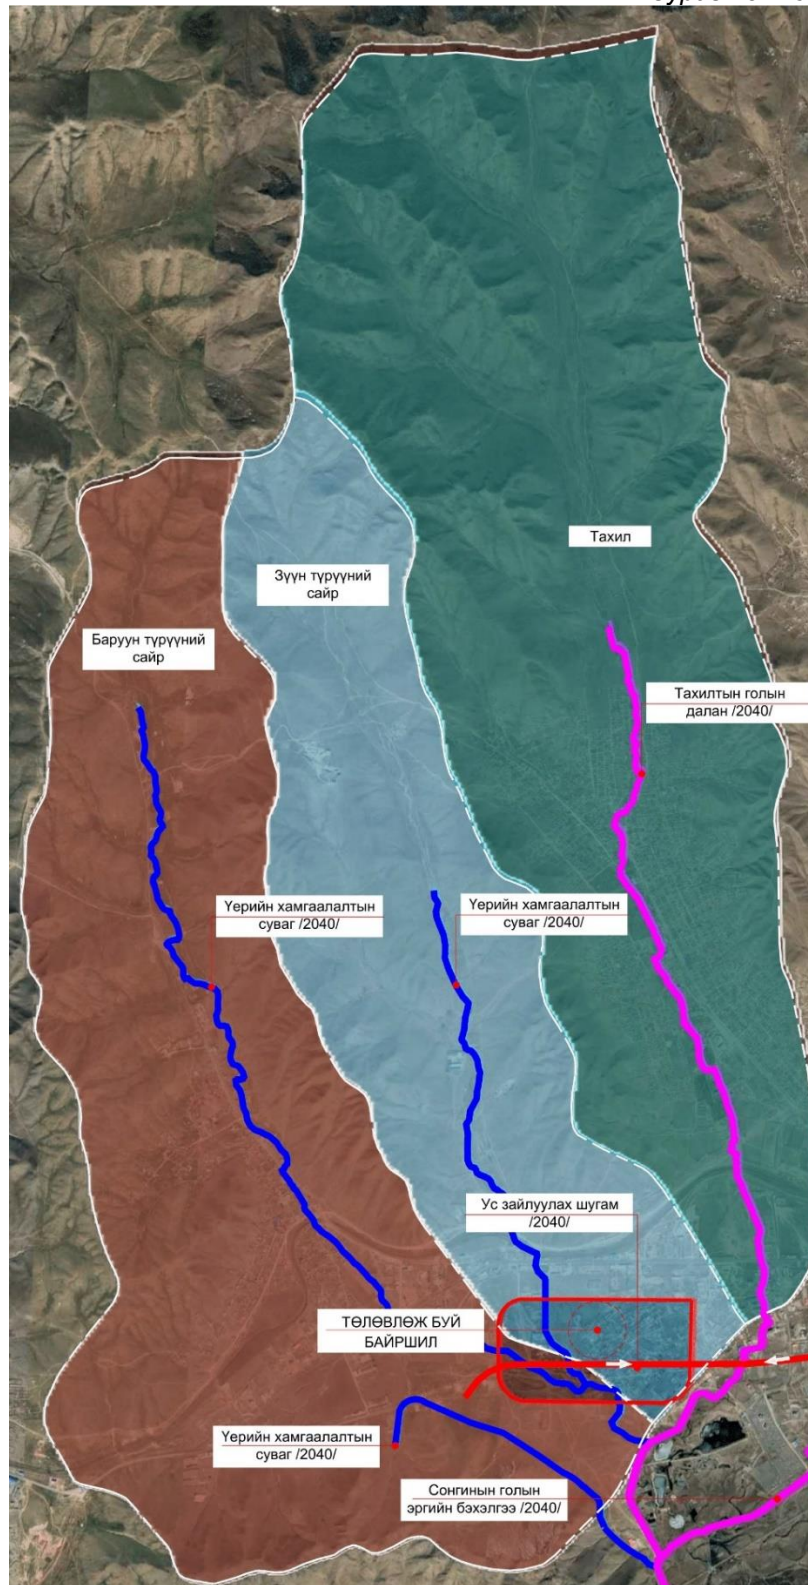 Тахил
Зүүн түрүүний
сайр
Баруун түрүүний
сайр
Тахилтын голын
далан /2040/
Үерийн хамгаалалтын
суваг /2040/
Үерийн хамгаалалтын
суваг /2040/
Ус зайлуулах шугам
/2040/
ТӨЛӨВЛӨЖ БУЙ
БАЙРШИЛ
Үерийн хамгаалалтын
суваг /2040/
Сонгинын голын
эргийн бэхэлгээ /2040/